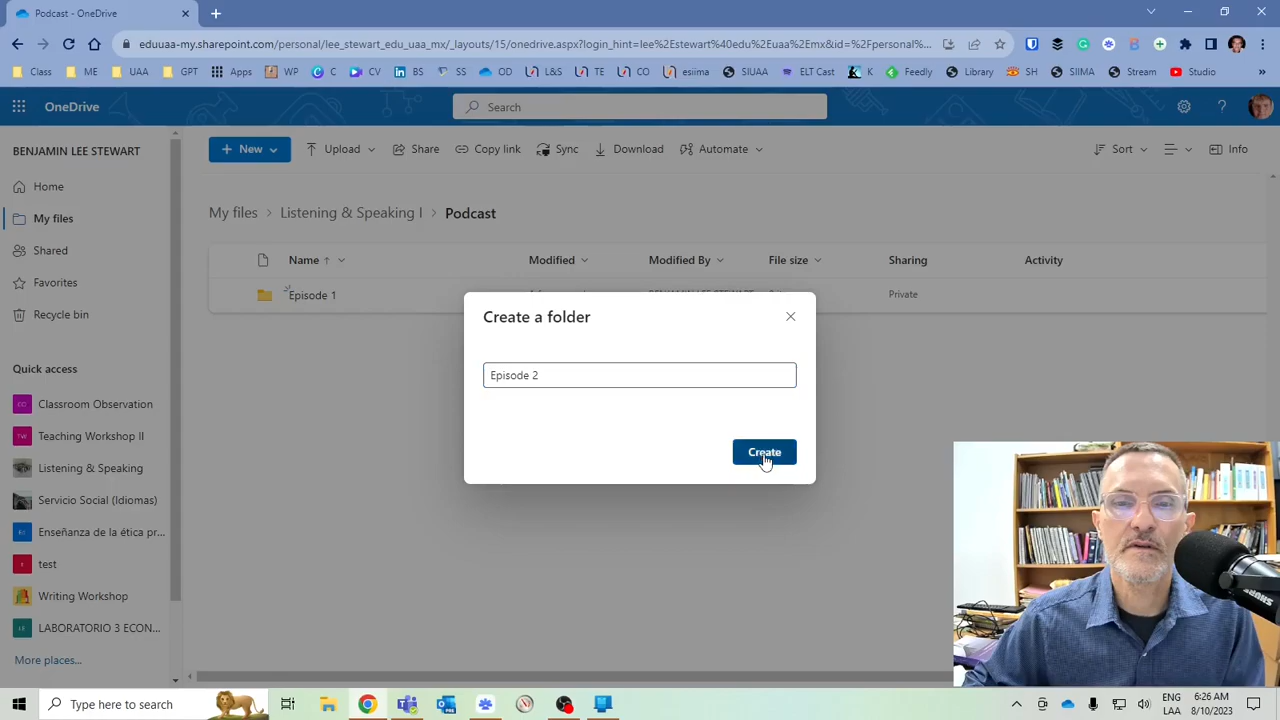 Podcast - OneDrive
eduuaa-my.sharepoint.com/personal/lee_stewart_edu_uaa_mx/_layouts/15/onedrive.aspx?login_hint=lee%2Estewart%40edu%2Euaa%2Emx&id=%2Fpersonal%...
Class ME UAA GPT Apps WP C CV BS SS OD L&S TE CO esiima SIUAA ELT Cast K Feedly Library SH SIIMA Stream Studio »
OneDrive
Search
BENJAMIN LEE STEWART
+ New Upload Share Copy link Sync Download Automate Sort Info
Home
My files
Shared
Favorites
Recycle bin
My files > Listening & Speaking I > Podcast
Name Modified Modified By File size Sharing Activity
Episode 1 Private
Create a folder
Episode 2
Create
Quick access
Classroom Observation
Teaching Workshop II
Listening & Speaking
Servicio Social (Idiomas)
Enseñanza de la ética pr...
test
Writing Workshop
LABORATORIO 3 ECON...
More places...
SHURE
Type here to search
ENG
LAA
6:26 AM
8/10/2023